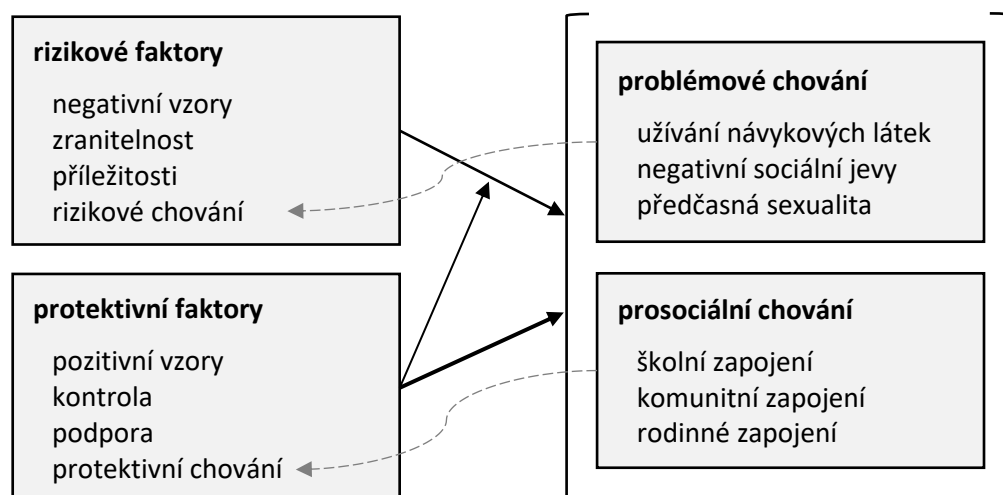 rizikové faktory
negativní vzory
zranitelnost
příležitosti
rizikové chování
protektivní faktory
pozitivní vzory
kontrola
podpora
protektivní chování
problémové chování
užívání návykových látek
negativní sociální jevy
předčasná sexualita
prosociální chování
školní zapojení
komunitní zapojení
rodinné zapojení